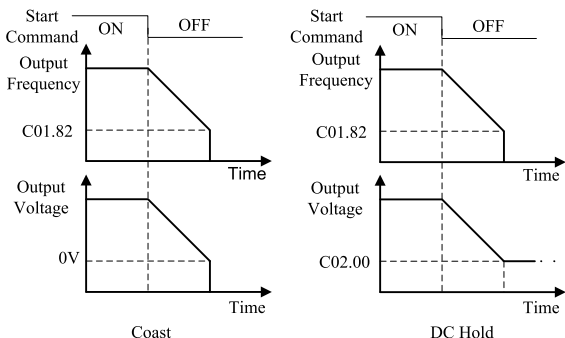 Start
Command
ON
OFF
Output
Frequency
C01.82
Time
Output
Voltage
0V
Time
Coast
Start
Command
ON
OFF
Output
Frequency
C01.82
Time
Output
Voltage
C02.00
Time
DC Hold